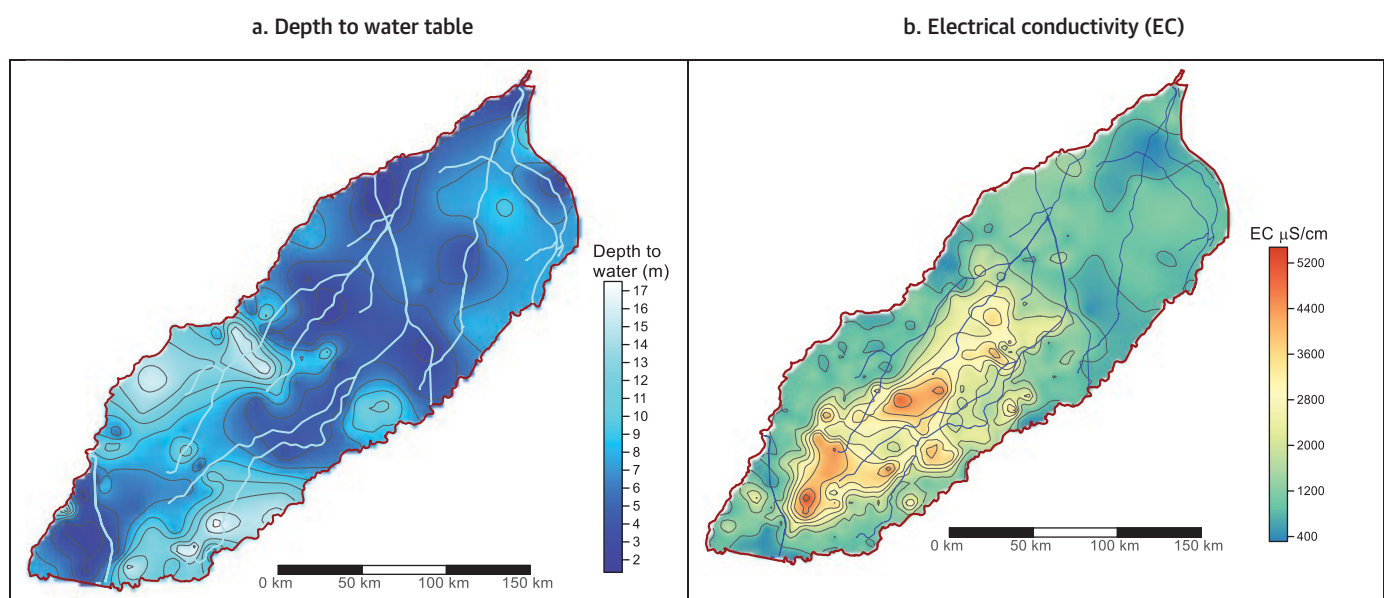 a. Depth to water table
b. Electrical conductivity (EC)
Depth to
water (m)
17
16
15
14
13
12
11
10
9
8
7
6
5
4
3
2
0 km
50 km
100 km
150 km
EC μS/cm
5200
4400
3600
2800
2000
1200
400
0 km
50 km
100 km
150 km